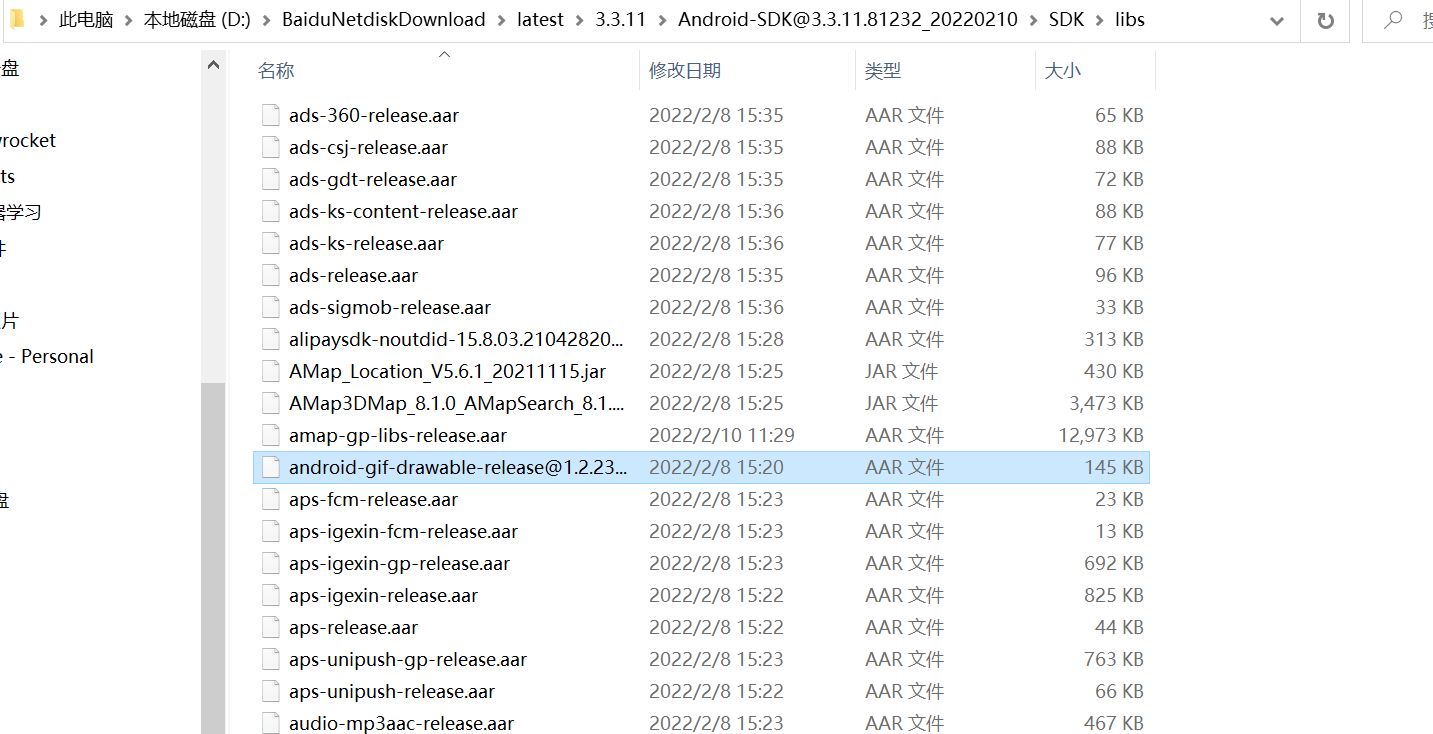 此电脑 本地磁盘 (D:) BaiduNetdiskDownload latest 3.3.11 Android-SDK@3.3.11.81232_20220210 SDK libs
盘
rocket
ts
学习
件
片
e - Personal
盘
名称 修改日期 类型 大小
ads-360-release.aar 2022/2/8 15:35 AAR 文件 65 KB
ads-csj-release.aar 2022/2/8 15:35 AAR 文件 88 KB
ads-gdt-release.aar 2022/2/8 15:35 AAR 文件 72 KB
ads-ks-content-release.aar 2022/2/8 15:36 AAR 文件 88 KB
ads-ks-release.aar 2022/2/8 15:36 AAR 文件 77 KB
ads-release.aar 2022/2/8 15:35 AAR 文件 96 KB
ads-sigmob-release.aar 2022/2/8 15:36 AAR 文件 33 KB
alipaysdk-noutdid-15.8.03.21042820... 2022/2/8 15:28 AAR 文件 313 KB
AMap_Location_V5.6.1_20211115.jar 2022/2/8 15:25 JAR 文件 430 KB
AMap3DMap_8.1.0_AMapSearch_8.1.... 2022/2/8 15:25 JAR 文件 3,473 KB
amap-gp-libs-release.aar 2022/2/10 11:29 AAR 文件 12,973 KB
android-gif-drawable-release@1.2.23... 2022/2/8 15:20 AAR 文件 145 KB
aps-fcm-release.aar 2022/2/8 15:23 AAR 文件 23 KB
aps-igexin-fcm-release.aar 2022/2/8 15:23 AAR 文件 13 KB
aps-igexin-gp-release.aar 2022/2/8 15:23 AAR 文件 692 KB
aps-igexin-release.aar 2022/2/8 15:22 AAR 文件 825 KB
aps-release.aar 2022/2/8 15:22 AAR 文件 44 KB
aps-unipush-gp-release.aar 2022/2/8 15:23 AAR 文件 763 KB
aps-unipush-release.aar 2022/2/8 15:22 AAR 文件 66 KB
audio-mp3aac-release.aar 2022/2/8 15:23 AAR 文件 467 KB